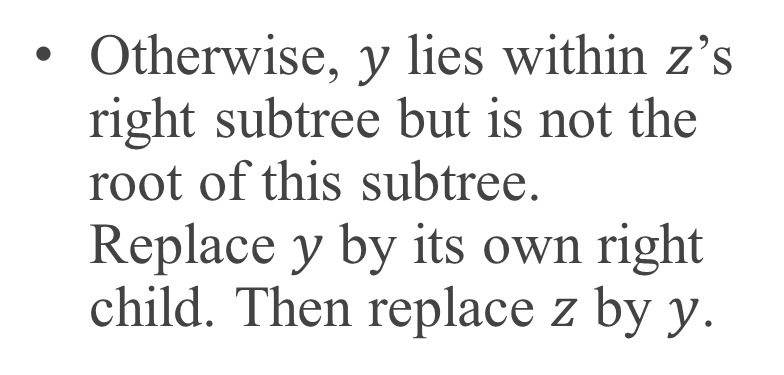 • Otherwise, y lies within z’s
right subtree but is not the
root of this subtree.
Replace y by its own right
child. Then replace z by y.